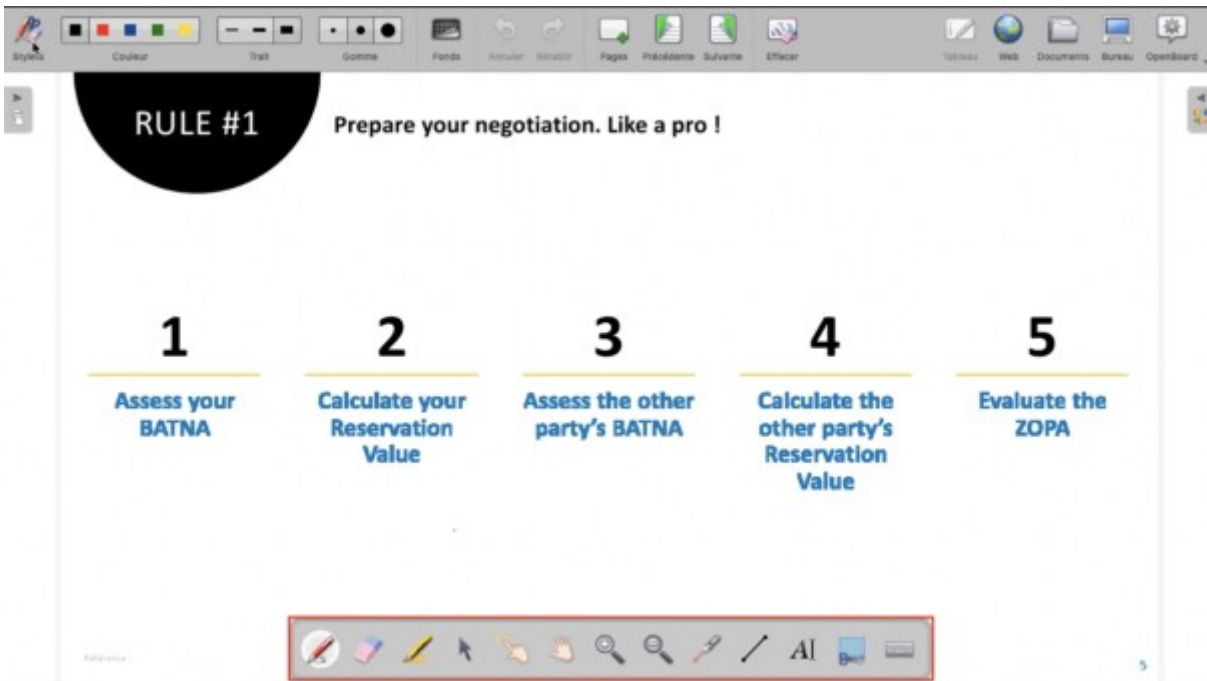 Stylets
Couleur
Trait
Gomme
Fonds
Annuler
Rétablir
Pages
Précédente
Suivante
Effacer
Tableau
Web
Documents
Bureau
OpenBoard
RULE #1
Prepare your negotiation. Like a pro !
1
Assess your
BATNA
2
Calculate your
Reservation
Value
3
Assess the other
party's BATNA
4
Calculate the
other party's
Reservation
Value
5
Evaluate the
ZOPA
AI
Référence :
5